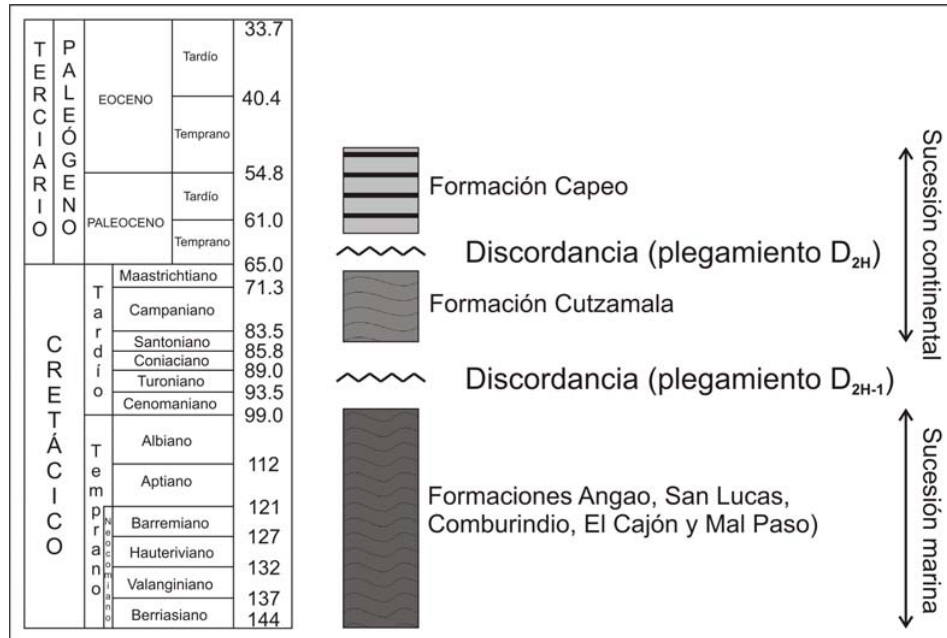 TERCIARIO
PALEÓGENO
EOCENO
Tardío
Temprano
PALEOCENO
Tardío
Temprano
33.7
40.4
54.8
61.0
65.0
CRETÁCICO
Tardío
Maastrichtiano
71.3
Campaniano
83.5
Santoniano
85.8
Coniaciano
89.0
Turoniano
93.5
Cenomaniano
99.0
Temprano
Albiano
112
Aptiano
121
Neocomiano
Barremiano
127
Hauteriviano
132
Valanginiano
137
Berriasiano
144
Formación Capeo
Discordancia (plegamiento D2H)
Formación Cutzamala
Discordancia (plegamiento D2H-1)
Formaciones Angao, San Lucas,
Comburindio, El Cajón y Mal Paso)
Sucesión continental
Sucesión marina